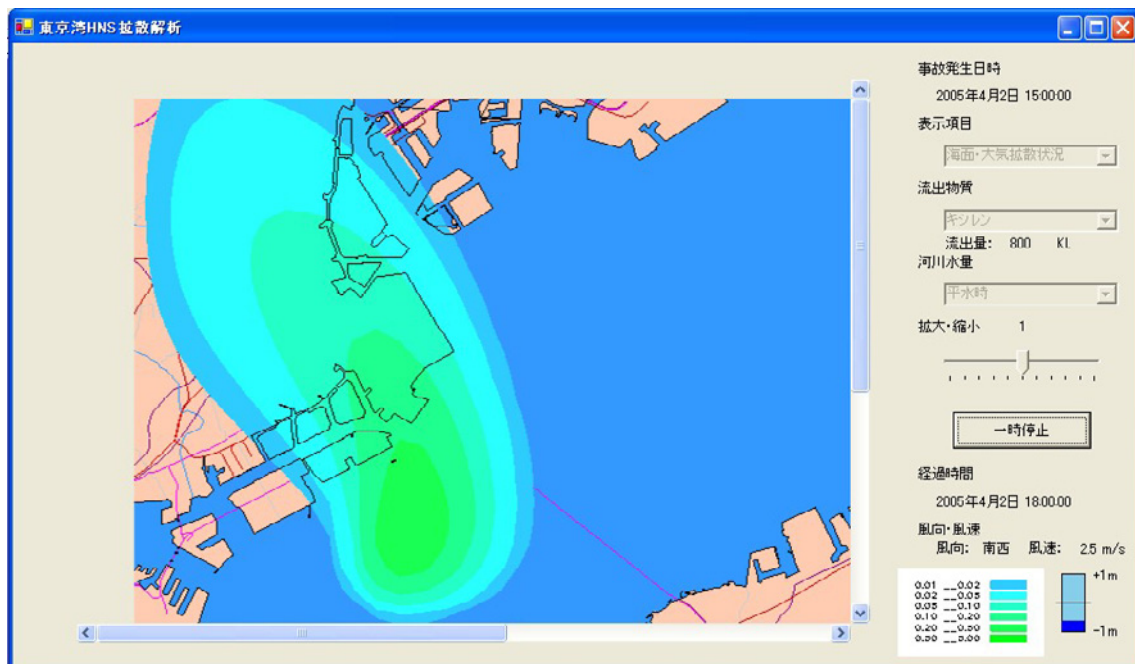 東京湾HNS拡散解析
事故発生日時
2005年4月2日 15:00:00
表示項目
海面・大気拡散状況
流出物質
キシレン
流出量: 800 KL
河川水量
平水時
拡大・縮小 1
一時停止
経過時間
2005年4月2日 18:00:00
風向・風速
風向: 南西 風速: 2.5 m/s
0.01 __0.02
0.02 __0.05
0.05 __0.10
0.10 __0.20
0.20 __0.50
0.50 __5.00
+1m
-1m